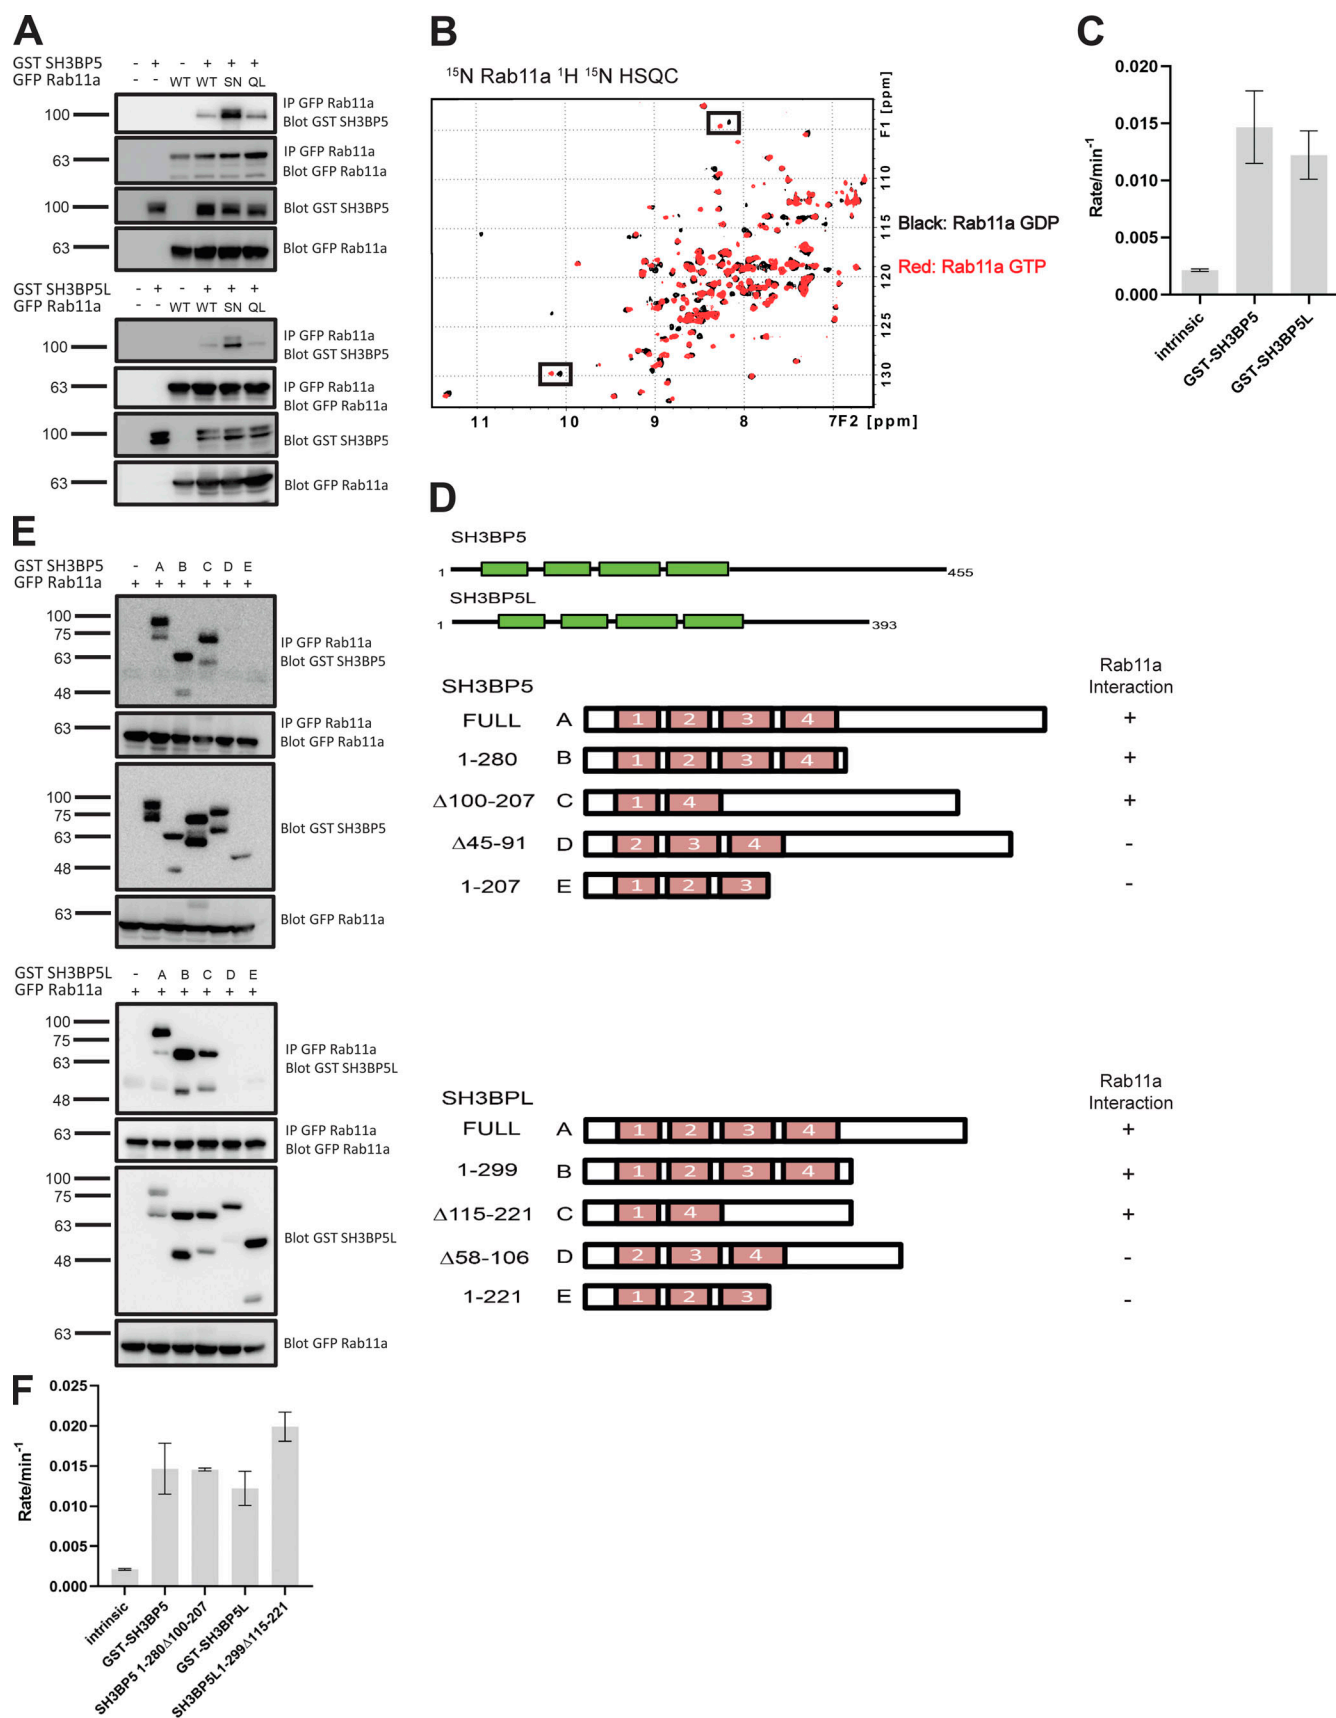 A
GST SH3BP5 - + - + + +
GFP Rab11a - - WT WT SN QL
100
IP GFP Rab11a
Blot GST SH3BP5
63
IP GFP Rab11a
Blot GFP Rab11a
100
Blot GST SH3BP5
63
Blot GFP Rab11a
GST SH3BP5L - + - + + +
GFP Rab11a - - WT WT SN QL
100
IP GFP Rab11a
Blot GST SH3BP5
63
IP GFP Rab11a
Blot GFP Rab11a
100
Blot GST SH3BP5
63
Blot GFP Rab11a
B
15N Rab11a 1H 15N HSQC
F1 [ppm]
110
115
120
125
130
11 10 9 8 7 F2 [ppm]
Black: Rab11a GDP
Red: Rab11a GTP
C
Rate/min-1
0.020
0.015
0.010
0.005
0.000
intrinsic
GST-SH3BP5
GST-SH3BP5L
D
SH3BP5
1 455
SH3BP5L
1 393
SH3BP5
Rab11a
Interaction
FULL A 1 2 3 4 +
1-280 B 1 2 3 4 +
Δ100-207 C 1 4 +
Δ45-91 D 2 3 4 -
1-207 E 1 2 3 -
SH3BPL
Rab11a
Interaction
FULL A 1 2 3 4 +
1-299 B 1 2 3 4 +
Δ115-221 C 1 4 +
Δ58-106 D 2 3 4 -
1-221 E 1 2 3 -
E
GST SH3BP5 - A B C D E
GFP Rab11a + + + + + +
100
75
63
48
IP GFP Rab11a
Blot GST SH3BP5
63
IP GFP Rab11a
Blot GFP Rab11a
100
75
63
48
Blot GST SH3BP5
63
Blot GFP Rab11a
GST SH3BP5L - A B C D E
GFP Rab11a + + + + + +
100
75
63
48
IP GFP Rab11a
Blot GST SH3BP5L
63
IP GFP Rab11a
Blot GFP Rab11a
100
75
63
48
Blot GST SH3BP5L
63
Blot GFP Rab11a
F
Rate/min-1
0.025
0.020
0.015
0.010
0.005
0.000
intrinsic
GST-SH3BP5
SH3BP5 1-280Δ100-207
GST-SH3BP5L
SH3BP5L1-299Δ115-221